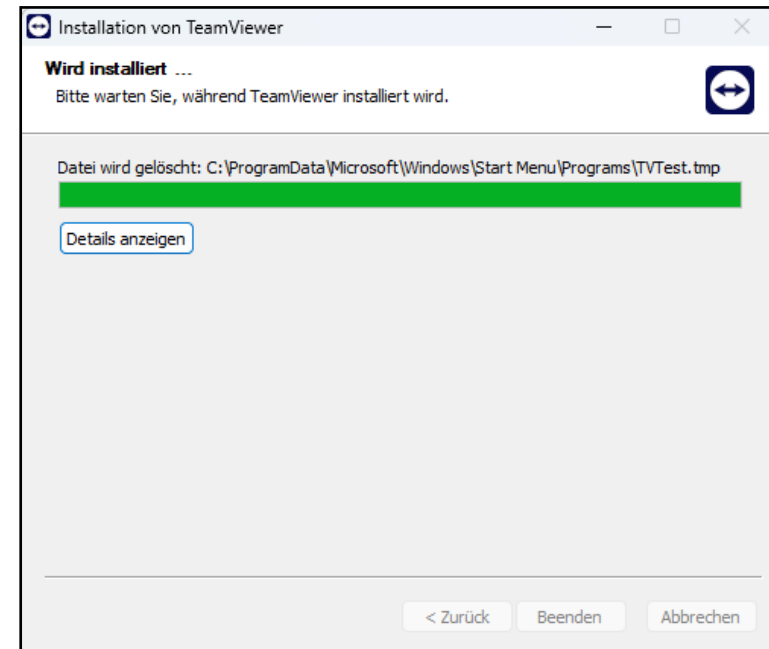 Installation von TeamViewer
Wird installiert ...
Bitte warten Sie, während TeamViewer installiert wird.
Datei wird gelöscht: C:\ProgramData\Microsoft\Windows\Start Menu\Programs\TVTest.tmp
Details anzeigen
< Zurück Beenden Abbrechen